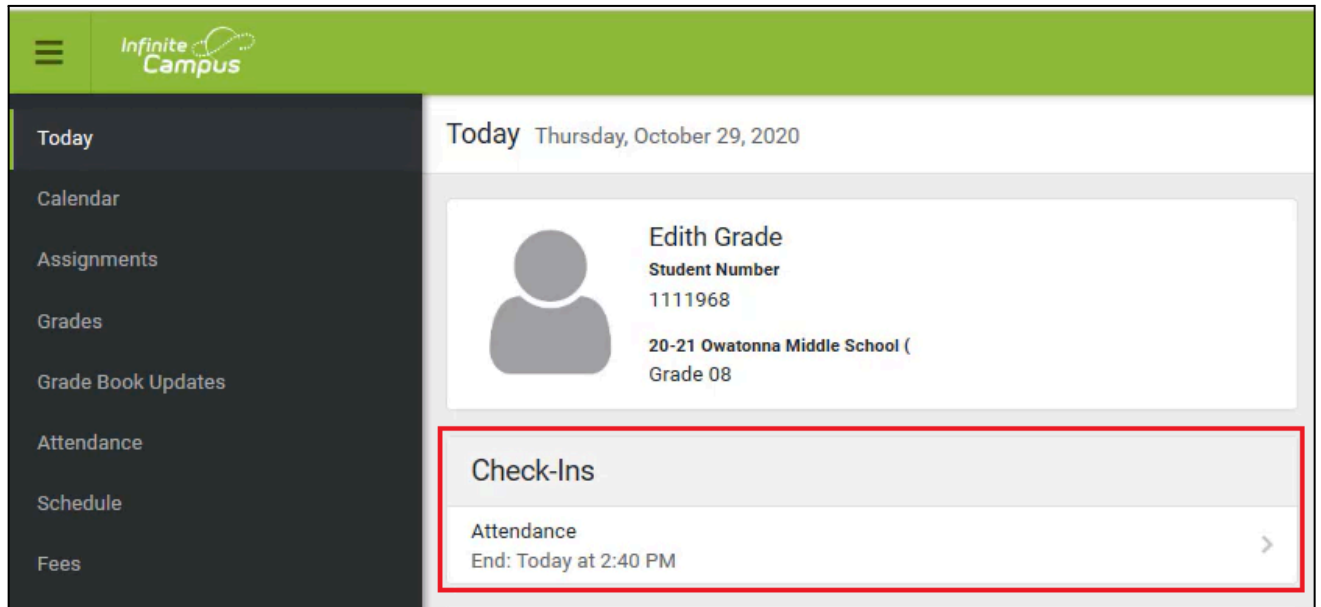 Infinite
Campus
Today
Calendar
Assignments
Grades
Grade Book Updates
Attendance
Schedule
Fees
Today Thursday, October 29, 2020
Edith Grade
Student Number
1111968
20-21 Owatonna Middle School (
Grade 08
Check-Ins
Attendance
End: Today at 2:40 PM